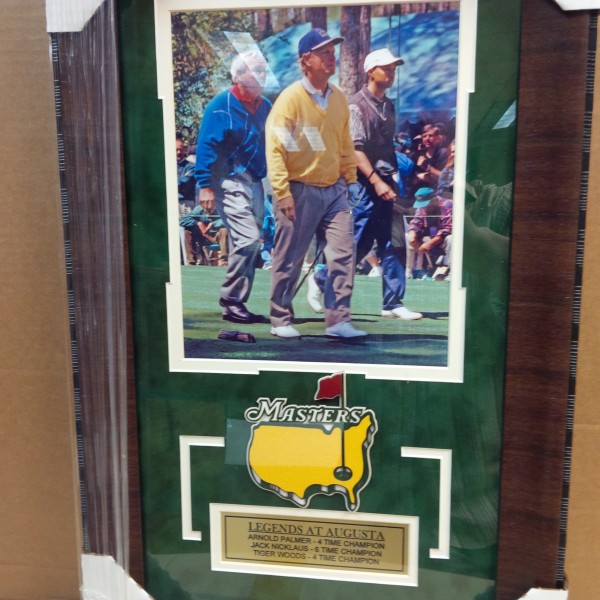 Masters
LEGENDS AT AUGUSTA
ARNOLD PALMER - 4 TIME CHAMPION
JACK NICKLAUS - 6 TIME CHAMPION
TIGER WOODS - 4 TIME CHAMPION